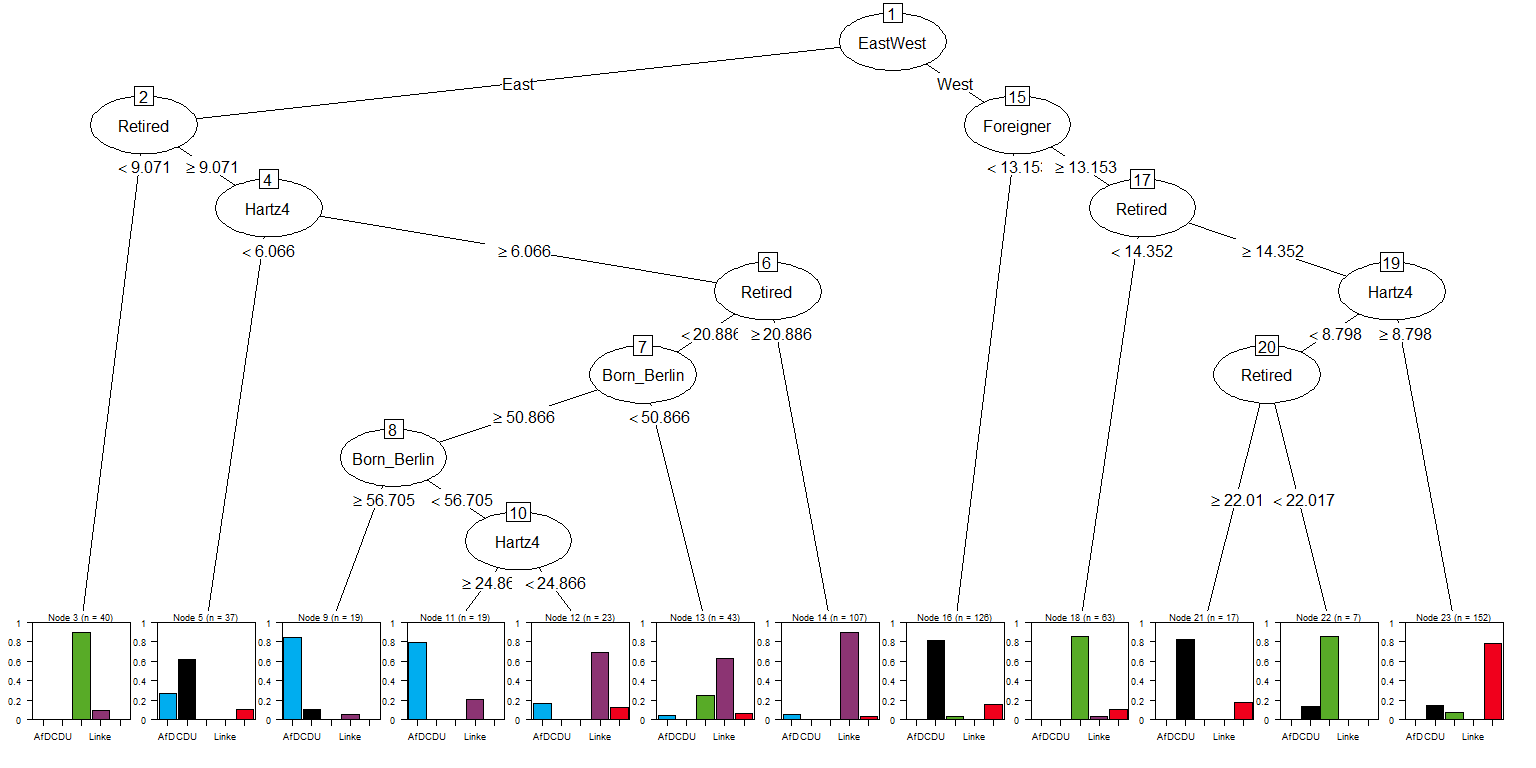 1
EastWest
East
West
2
Retired
15
Foreigner
< 9.071
≥ 9.071
< 13.15
≥ 13.153
4
Hartz4
17
Retired
< 6.066
≥ 6.066
< 14.352
≥ 14.352
6
Retired
19
Hartz4
< 20.886
≥ 20.886
< 8.798
≥ 8.798
7
Born_Berlin
20
Retired
≥ 50.866
< 50.866
8
Born_Berlin
≥ 56.705
< 56.705
≥ 22.01
< 22.017
10
Hartz4
≥ 24.86
< 24.866
Node 3 (n = 40)
1
0.8
0.6
0.4
0.2
0
AfDCDU
Linke
Node 5 (n = 37)
1
0.8
0.6
0.4
0.2
0
AfDCDU
Linke
Node 9 (n = 19)
1
0.8
0.6
0.4
0.2
0
AfDCDU
Linke
Node 11 (n = 19)
1
0.8
0.6
0.4
0.2
0
AfDCDU
Linke
Node 12 (n = 23)
1
0.8
0.6
0.4
0.2
0
AfDCDU
Linke
Node 13 (n = 43)
1
0.8
0.6
0.4
0.2
0
AfDCDU
Linke
Node 14 (n = 107)
1
0.8
0.6
0.4
0.2
0
AfDCDU
Linke
Node 16 (n = 126)
1
0.8
0.6
0.4
0.2
0
AfDCDU
Linke
Node 18 (n = 63)
1
0.8
0.6
0.4
0.2
0
AfDCDU
Linke
Node 21 (n = 17)
1
0.8
0.6
0.4
0.2
0
AfDCDU
Linke
Node 22 (n = 7)
1
0.8
0.6
0.4
0.2
0
AfDCDU
Linke
Node 23 (n = 152)
1
0.8
0.6
0.4
0.2
0
AfDCDU
Linke